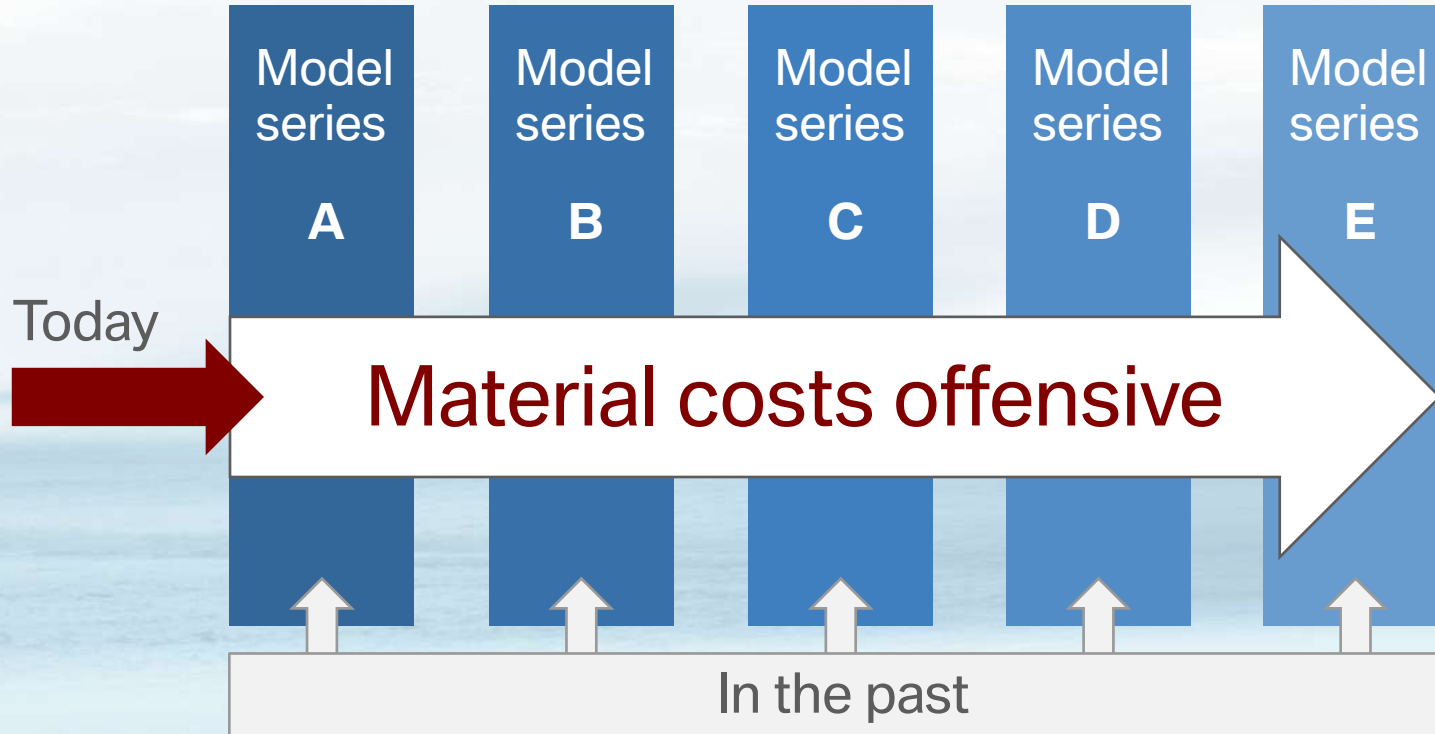 Model
series
A
Model
series
B
Model
series
C
Model
series
D
Model
series
E
Today
Material costs offensive
In the past